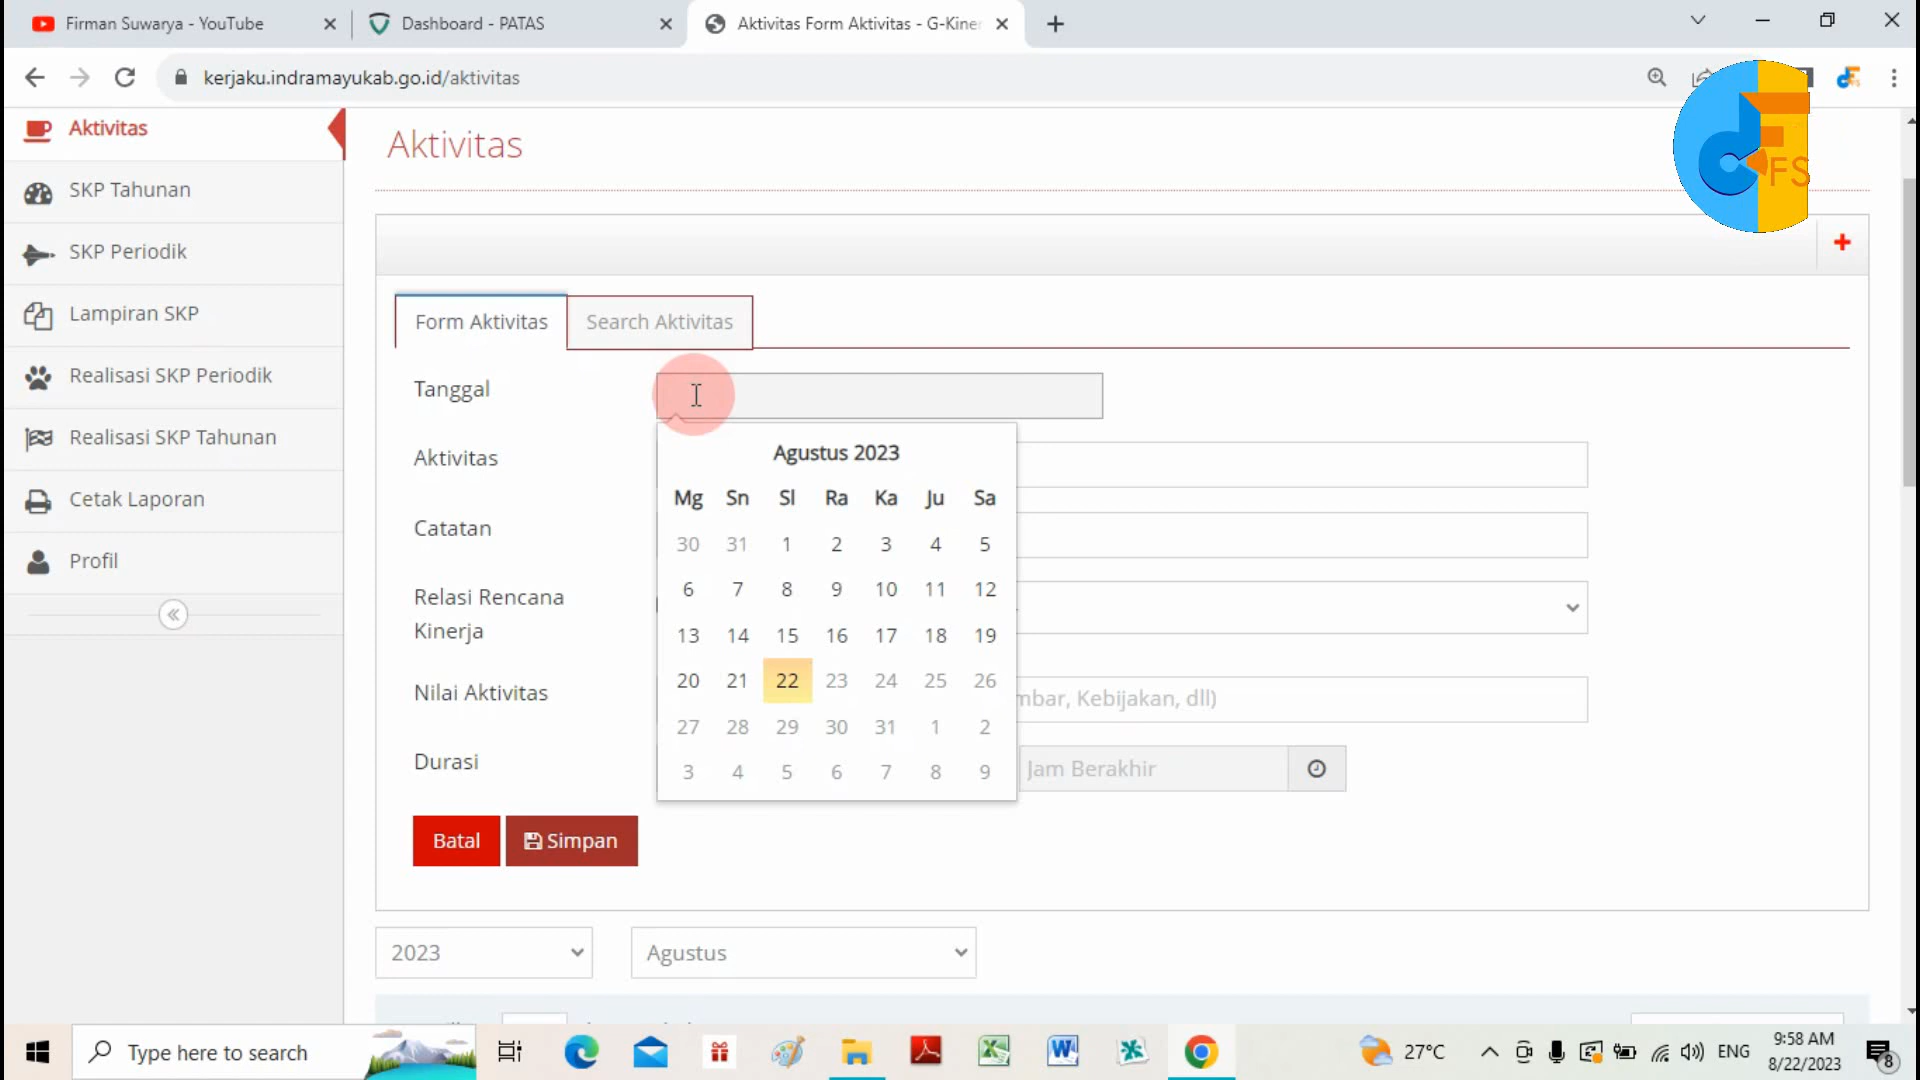 Firman Suwarya - YouTube
Dashboard - PATAS
Aktivitas Form Aktivitas - G-Kine
kerjaku.indramayukab.go.id/aktivitas
FS
Aktivitas
SKP Tahunan
SKP Periodik
Lampiran SKP
Realisasi SKP Periodik
Realisasi SKP Tahunan
Cetak Laporan
Profil
Aktivitas
Form Aktivitas
Search Aktivitas
Tanggal
Agustus 2023
Mg Sn Sl Ra Ka Ju Sa
30 31 1 2 3 4 5
6 7 8 9 10 11 12
13 14 15 16 17 18 19
20 21 22 23 24 25 26
27 28 29 30 31 1 2
3 4 5 6 7 8 9
Aktivitas
Catatan
Relasi Rencana
Kinerja
Nilai Aktivitas
mbar, Kebijakan, dll)
Durasi
Jam Berakhir
Batal
Simpan
2023
Agustus
Type here to search
27°C
ENG
9:58 AM
8/22/2023
8